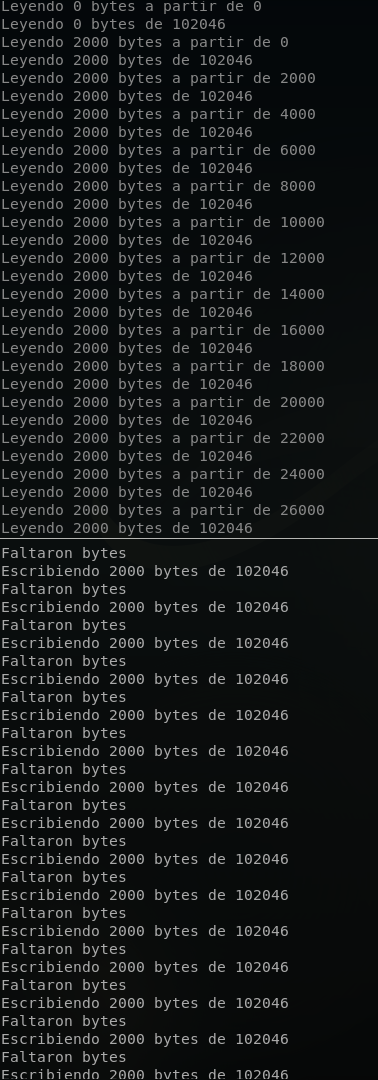 Leyendo 0 bytes a partir de 0
Leyendo 0 bytes de 102046
Leyendo 2000 bytes a partir de 0
Leyendo 2000 bytes de 102046
Leyendo 2000 bytes a partir de 2000
Leyendo 2000 bytes de 102046
Leyendo 2000 bytes a partir de 4000
Leyendo 2000 bytes de 102046
Leyendo 2000 bytes a partir de 6000
Leyendo 2000 bytes de 102046
Leyendo 2000 bytes a partir de 8000
Leyendo 2000 bytes de 102046
Leyendo 2000 bytes a partir de 10000
Leyendo 2000 bytes de 102046
Leyendo 2000 bytes a partir de 12000
Leyendo 2000 bytes de 102046
Leyendo 2000 bytes a partir de 14000
Leyendo 2000 bytes de 102046
Leyendo 2000 bytes a partir de 16000
Leyendo 2000 bytes de 102046
Leyendo 2000 bytes a partir de 18000
Leyendo 2000 bytes de 102046
Leyendo 2000 bytes a partir de 20000
Leyendo 2000 bytes de 102046
Leyendo 2000 bytes a partir de 22000
Leyendo 2000 bytes de 102046
Leyendo 2000 bytes a partir de 24000
Leyendo 2000 bytes de 102046
Leyendo 2000 bytes a partir de 26000
Leyendo 2000 bytes de 102046
Faltaron bytes
Escribiendo 2000 bytes de 102046
Faltaron bytes
Escribiendo 2000 bytes de 102046
Faltaron bytes
Escribiendo 2000 bytes de 102046
Faltaron bytes
Escribiendo 2000 bytes de 102046
Faltaron bytes
Escribiendo 2000 bytes de 102046
Faltaron bytes
Escribiendo 2000 bytes de 102046
Faltaron bytes
Escribiendo 2000 bytes de 102046
Faltaron bytes
Escribiendo 2000 bytes de 102046
Faltaron bytes
Escribiendo 2000 bytes de 102046
Faltaron bytes
Escribiendo 2000 bytes de 102046
Faltaron bytes
Escribiendo 2000 bytes de 102046
Faltaron bytes
Escribiendo 2000 bytes de 102046
Faltaron bytes
Escribiendo 2000 bytes de 102046
Faltaron bytes
Escribiendo 2000 bytes de 102046
Faltaron bytes
Escribiendo 2000 bytes de 102046